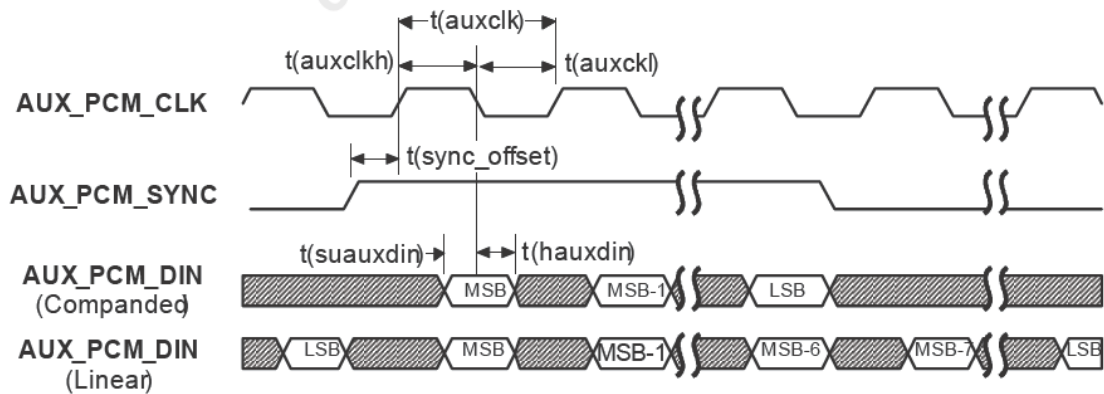 t(auxclk)
t(auxclkh) t(auxckl)
AUX_PCM_CLK
t(sync_offset)
AUX_PCM_SYNC
t(suauxdin) t(hauxdin)
AUX_PCM_DIN
(Companded) MSB MSB-1 LSB
AUX_PCM_DIN
(Linear) LSB MSB MSB-1 MSB-6 MSB-7 LSB